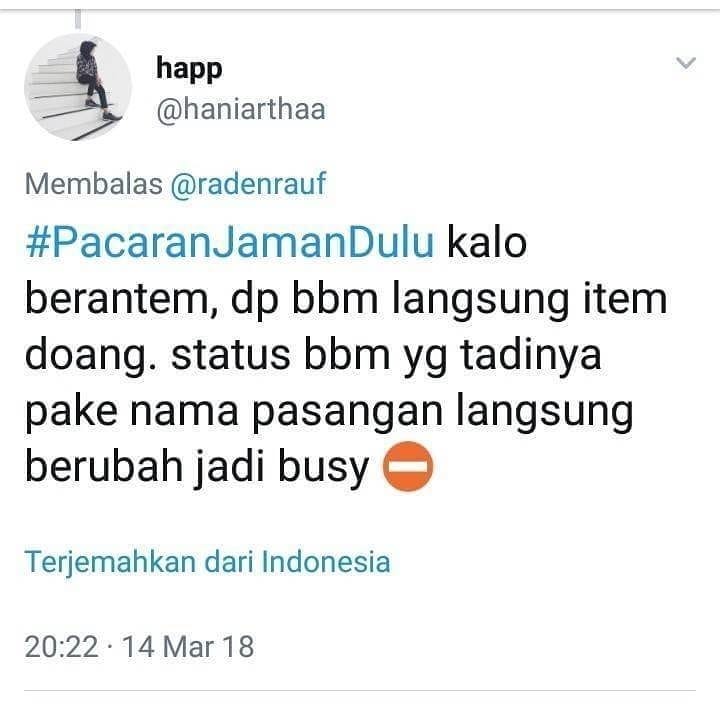 happ
@haniarthaa
Membalas @radenrauf
#PacaranJamanDulu kalo
berantem, dp bbm langsung item
doang. status bbm yg tadinya
pake nama pasangan langsung
berubah jadi busy ⛔
Terjemahkan dari Indonesia
20:22 · 14 Mar 18